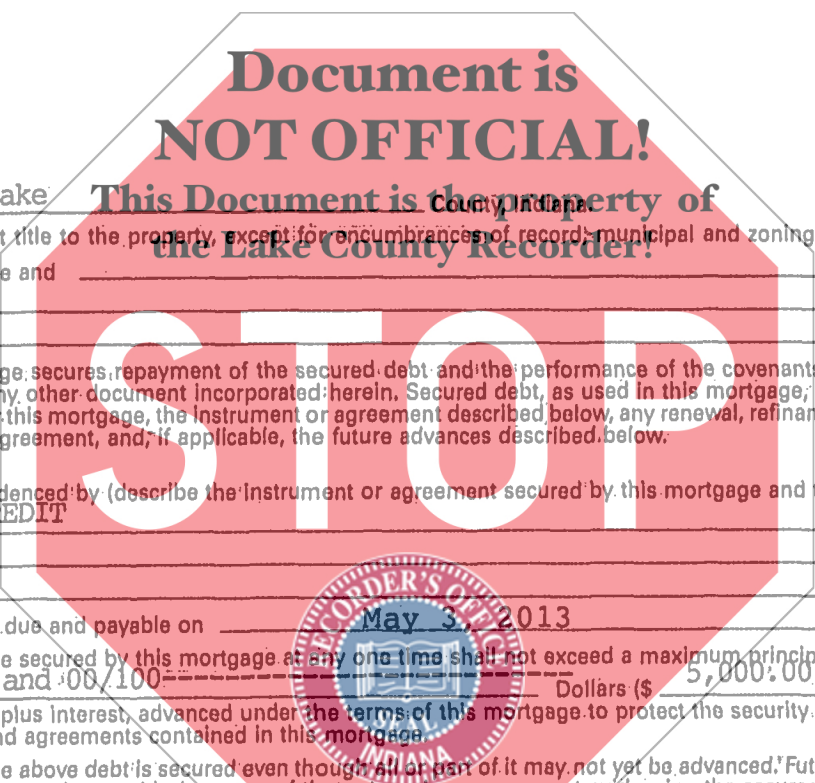 Document is
NOT OFFICIAL!
This Document is the property of
the Lake County Recorder!
ake County, Indiana.
t title to the property, except for encumbrances of record, municipal and zoning
e and
STOP
ge secures repayment of the secured debt and the performance of the covenants
ny other document incorporated herein. Secured debt, as used in this mortgage,
this mortgage, the instrument or agreement described below, any renewal, refinan
greement, and, if applicable, the future advances described below.
denced by (describe the instrument or agreement secured by this mortgage and
EDIT
due and payable on May 3, 2013
e secured by this mortgage at any one time shall not exceed a maximum princip
and 00/100---------------------------------- Dollars ($ 5,000.00
plus interest, advanced under the terms of this mortgage to protect the security
nd agreements contained in this mortgage.
e above debt is secured even though all or part of it may not yet be advanced. Fut
RECORDER'S OFFICE
INDIANA